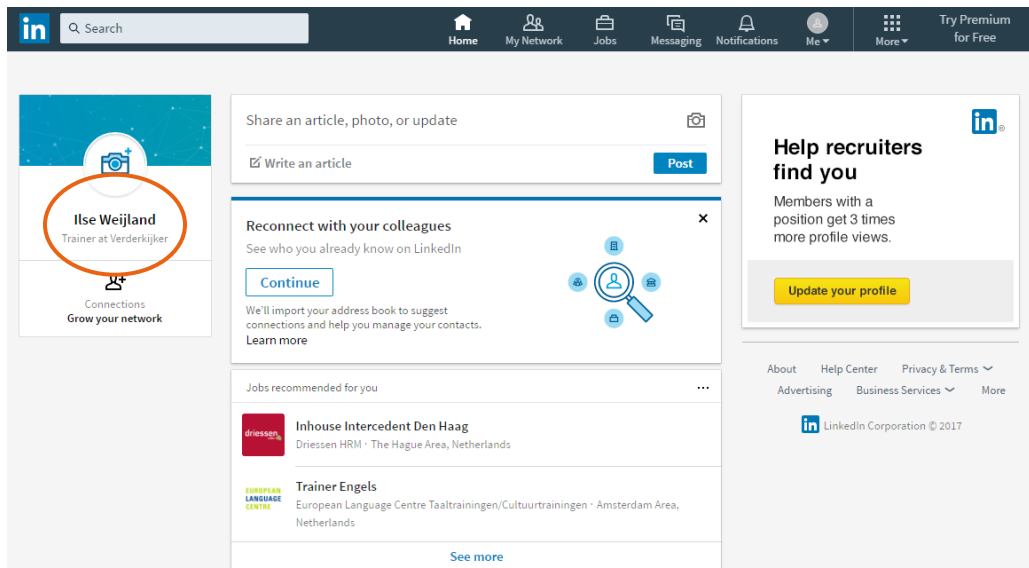 in Search
Home My Network Jobs Messaging Notifications Me More Try Premium
for Free
Ilse Weijland
Trainer at Verderkijker
Connections
Grow your network
Share an article, photo, or update
Write an article Post
Reconnect with your colleagues
See who you already know on LinkedIn
Continue
We'll import your address book to suggest
connections and help you manage your contacts.
Learn more
Jobs recommended for you
driessen
Inhouse Intercedent Den Haag
Driessen HRM · The Hague Area, Netherlands
EUROPEAN
LANGUAGE
CENTRE
Trainer Engels
European Language Centre Taaltrainingen/Cultuurtrainingen · Amsterdam Area,
Netherlands
See more
in ®
Help recruiters
find you
Members with a
position get 3 times
more profile views.
Update your profile
About Help Center Privacy & Terms
Advertising Business Services More
in LinkedIn Corporation © 2017